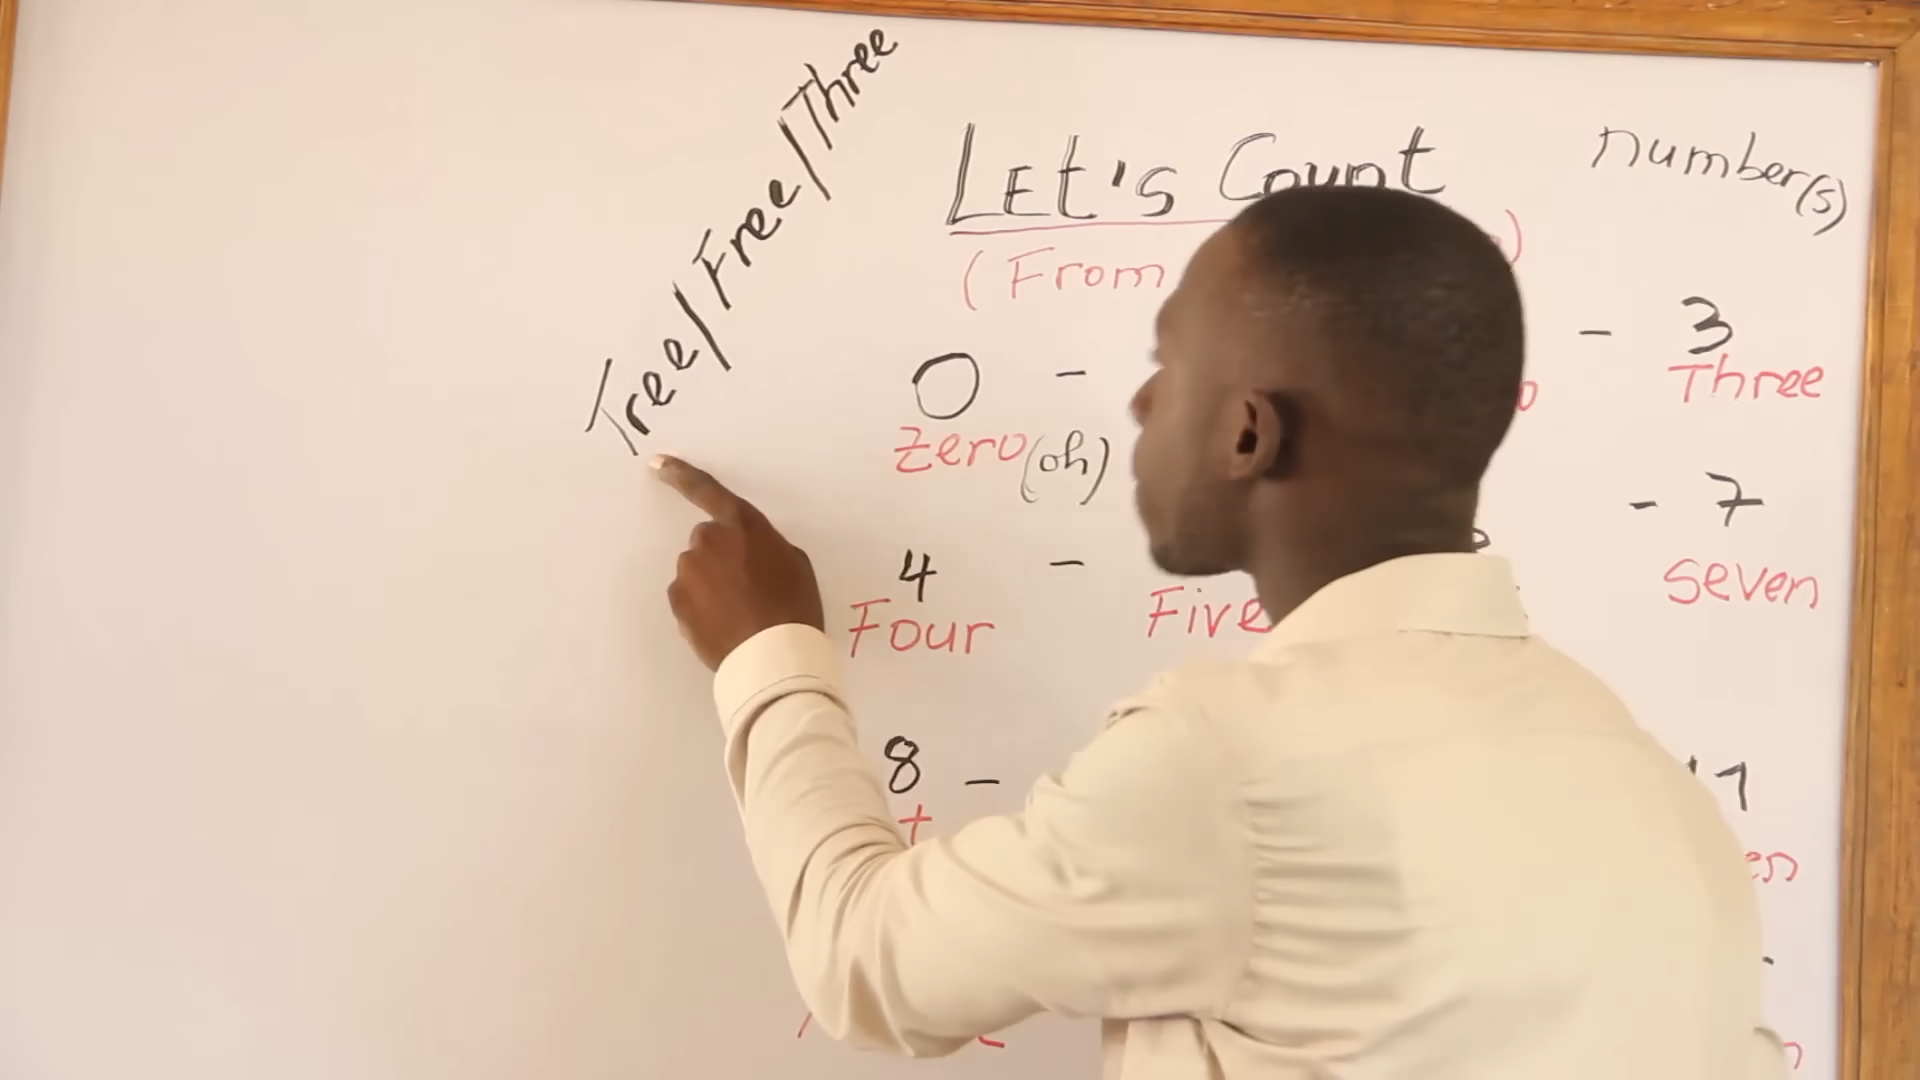 Tree/Free/Three
LEt's Count
number(s)
(From )
0 - - 3
Zero (oh) Three
4 - - 7
Four Five Seven
8 -